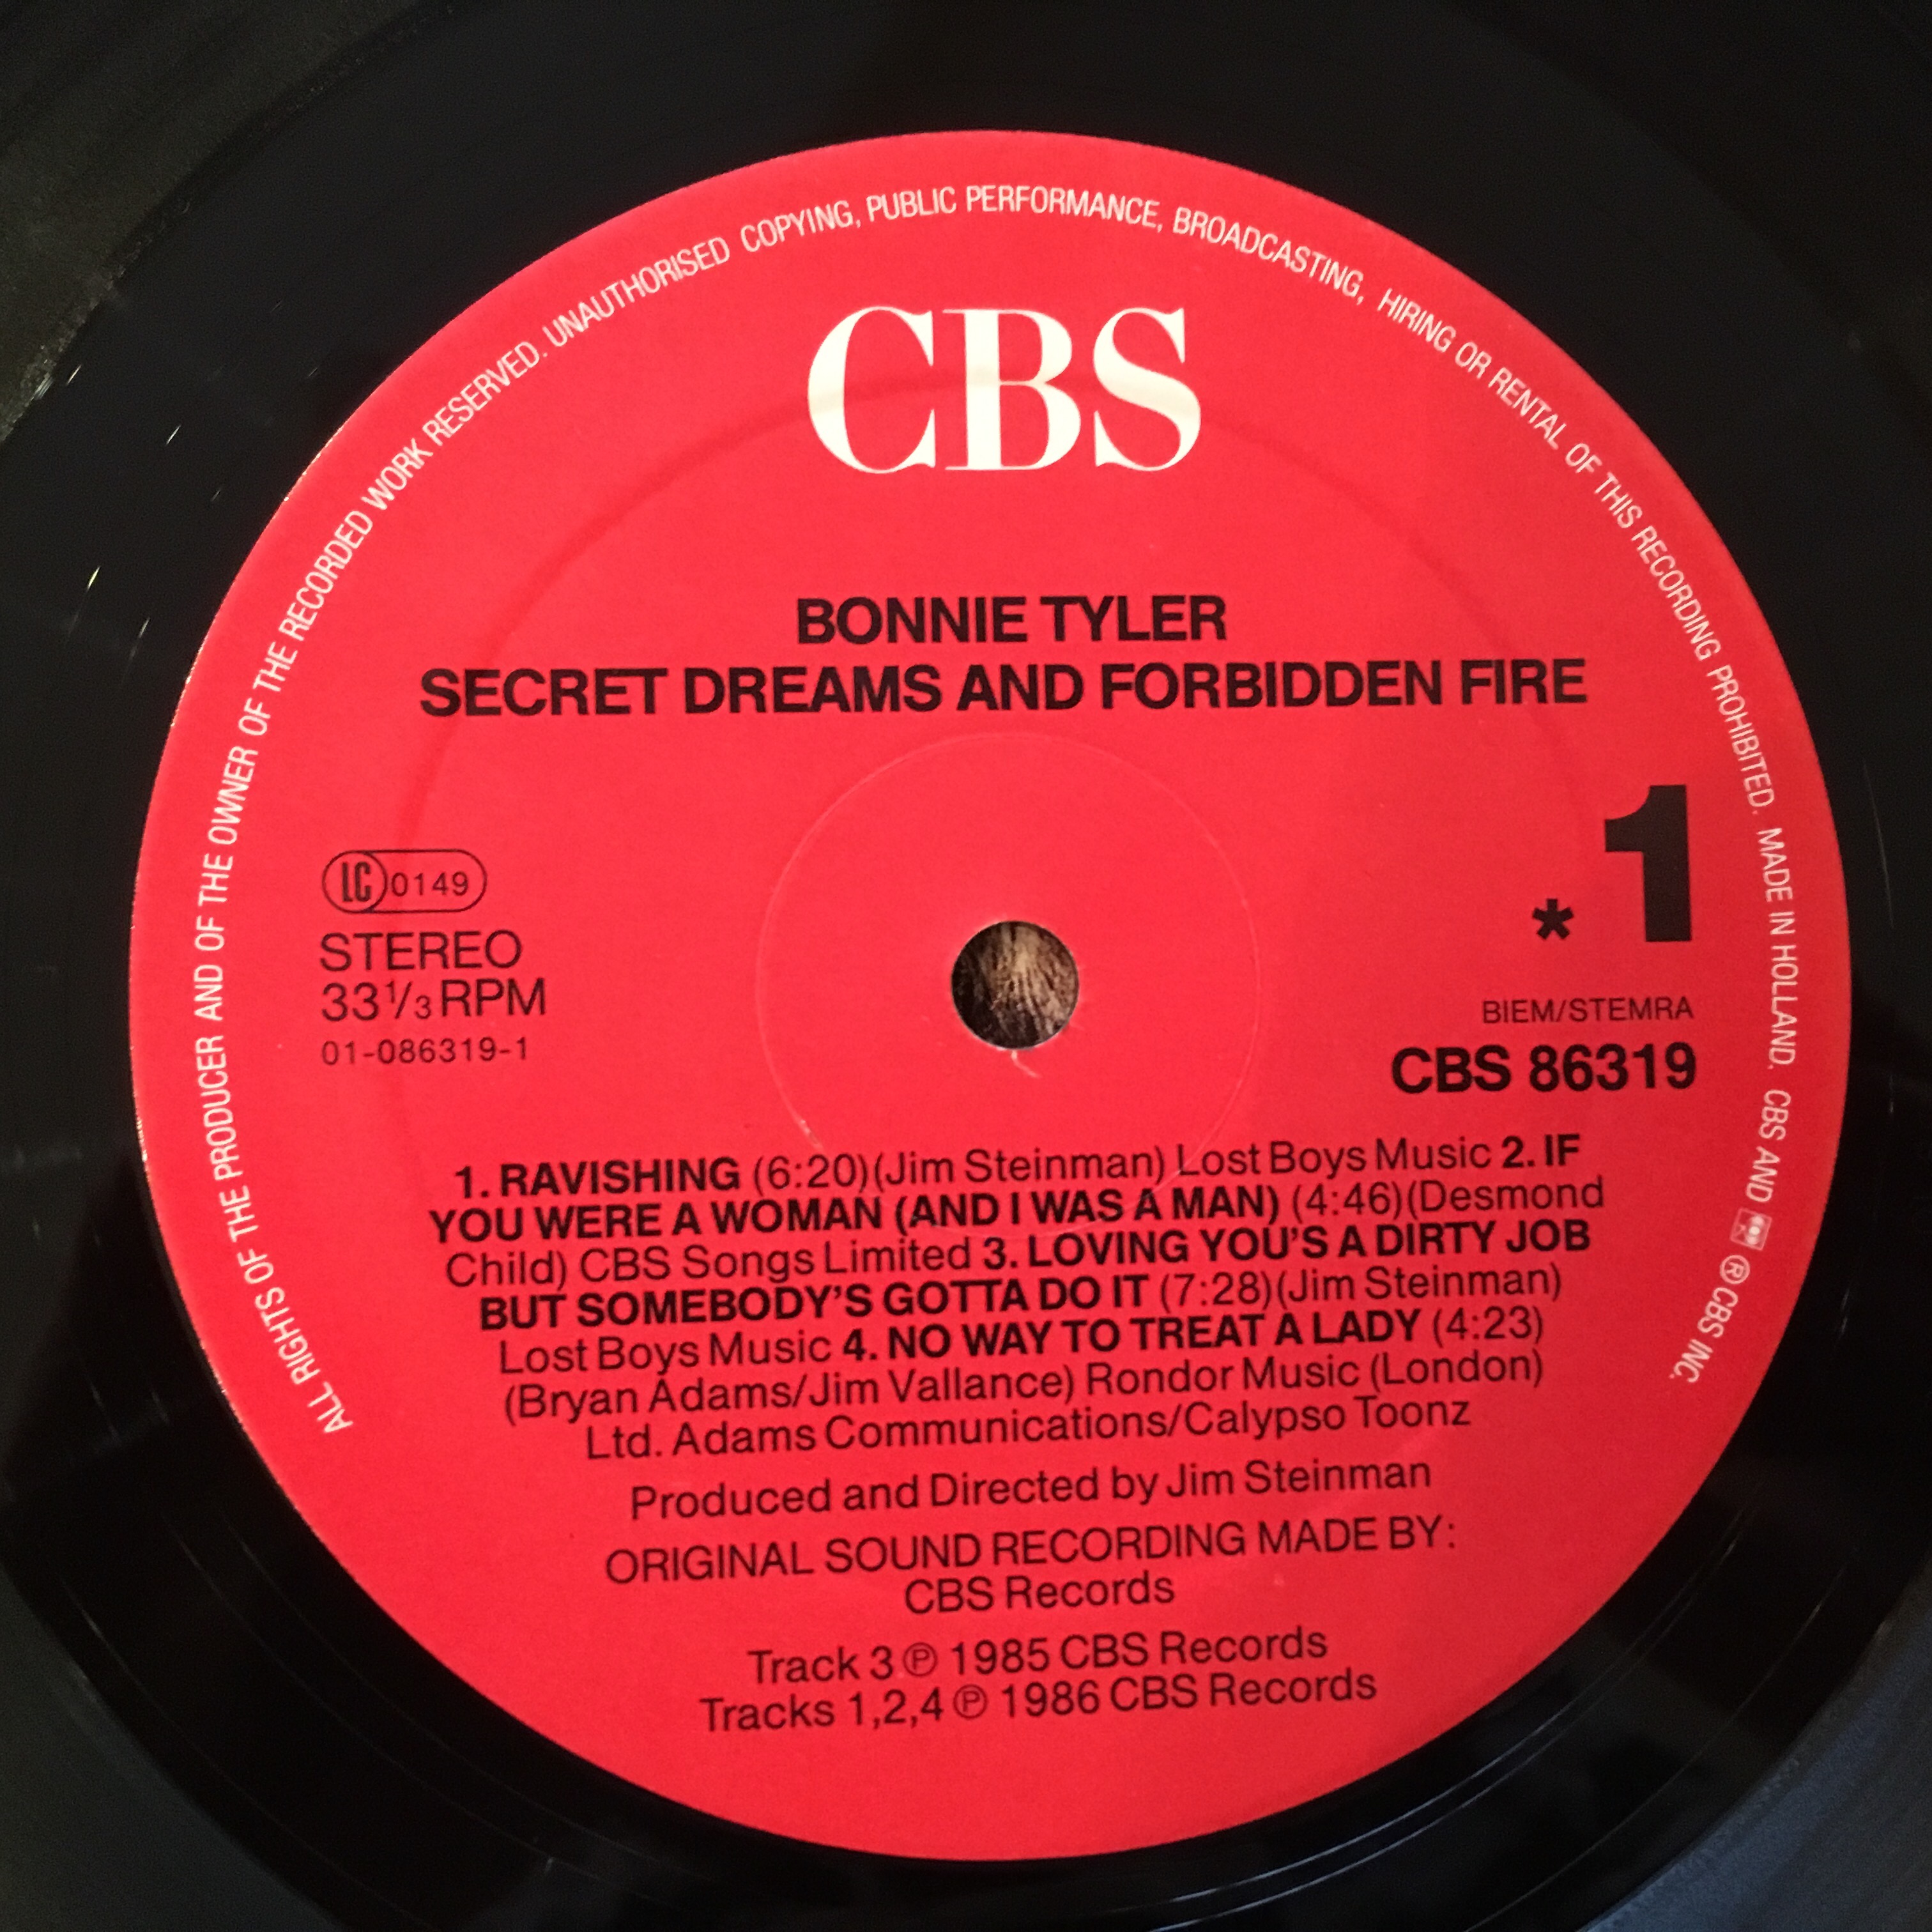 ALL RIGHTS OF THE PRODUCER AND OF THE OWNER OF THE RECORDED WORK RESERVED. UNAUTHORISED COPYING, PUBLIC PERFORMANCE, BROADCASTING, HIRING OR RENTAL OF THIS RECORDING PROHIBITED. MADE IN HOLLAND. CBS AND ® CBS INC.
CBS
BONNIE TYLER
SECRET DREAMS AND FORBIDDEN FIRE
LC 0149
STEREO
33 1/3 RPM
01-086319-1
* 1
BIEM/STEMRA
CBS 86319
1. RAVISHING (6:20)(Jim Steinman) Lost Boys Music 2. IF
YOU WERE A WOMAN (AND I WAS A MAN) (4:46)(Desmond
Child) CBS Songs Limited 3. LOVING YOU'S A DIRTY JOB
BUT SOMEBODY'S GOTTA DO IT (7:28)(Jim Steinman)
Lost Boys Music 4. NO WAY TO TREAT A LADY (4:23)
(Bryan Adams/Jim Vallance) Rondor Music (London)
Ltd. Adams Communications/Calypso Toonz
Produced and Directed by Jim Steinman
ORIGINAL SOUND RECORDING MADE BY:
CBS Records
Track 3 ℗ 1985 CBS Records
Tracks 1,2,4 ℗ 1986 CBS Records